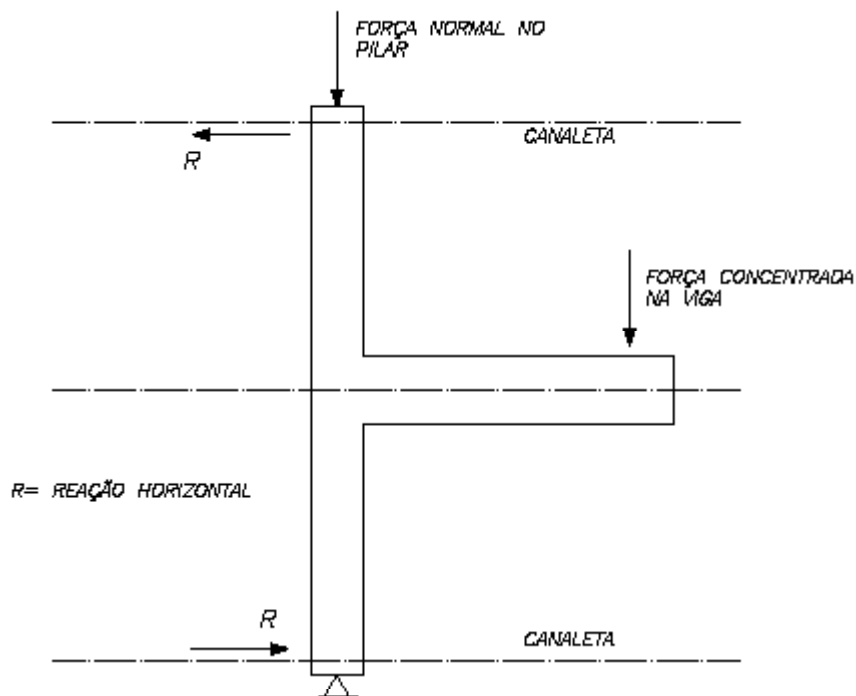 FORÇA NORMAL NO
PILAR
CANALETA
R
FORÇA CONCENTRADA
NA VIGA
R= REAÇÃO HORIZONTAL
R
CANALETA